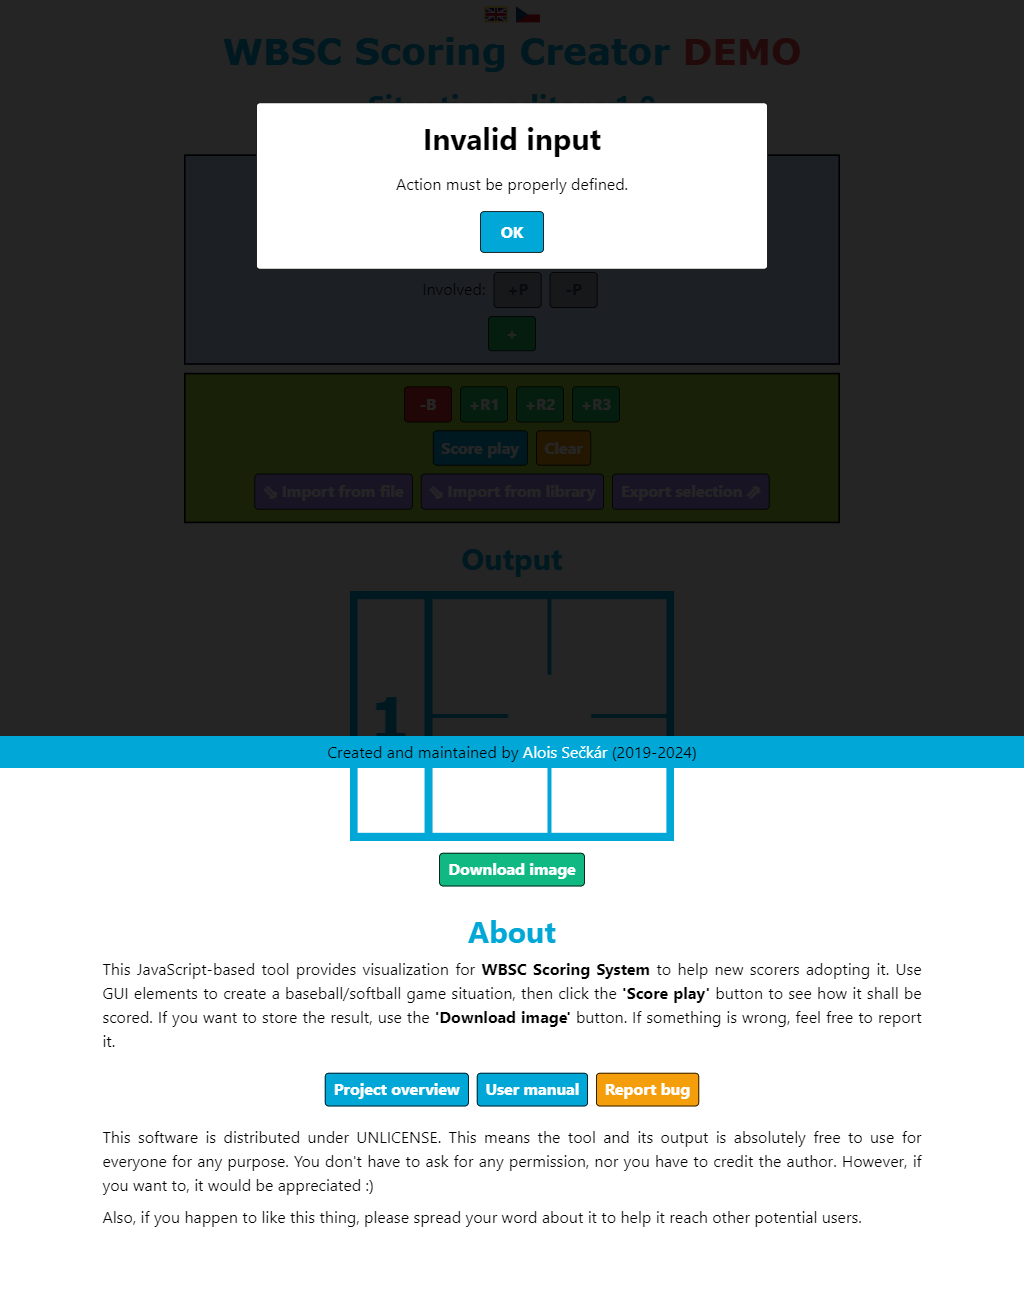 WBSC Scoring Creator DEMO
Invalid input
Action must be properly defined.
OK
Involved: +P -P
+
-B +R1 +R2 +R3
Score play Clear
Import from file Import from library Export selection
Output
1
Created and maintained by Alois Sečkár (2019-2024)
Download image
About
This JavaScript-based tool provides visualization for WBSC Scoring System to help new scorers adopting it. Use
GUI elements to create a baseball/softball game situation, then click the 'Score play' button to see how it shall be
scored. If you want to store the result, use the 'Download image' button. If something is wrong, feel free to report
it.
Project overview User manual Report bug
This software is distributed under UNLICENSE. This means the tool and its output is absolutely free to use for
everyone for any purpose. You don't have to ask for any permission, nor you have to credit the author. However, if
you want to, it would be appreciated :)
Also, if you happen to like this thing, please spread your word about it to help it reach other potential users.